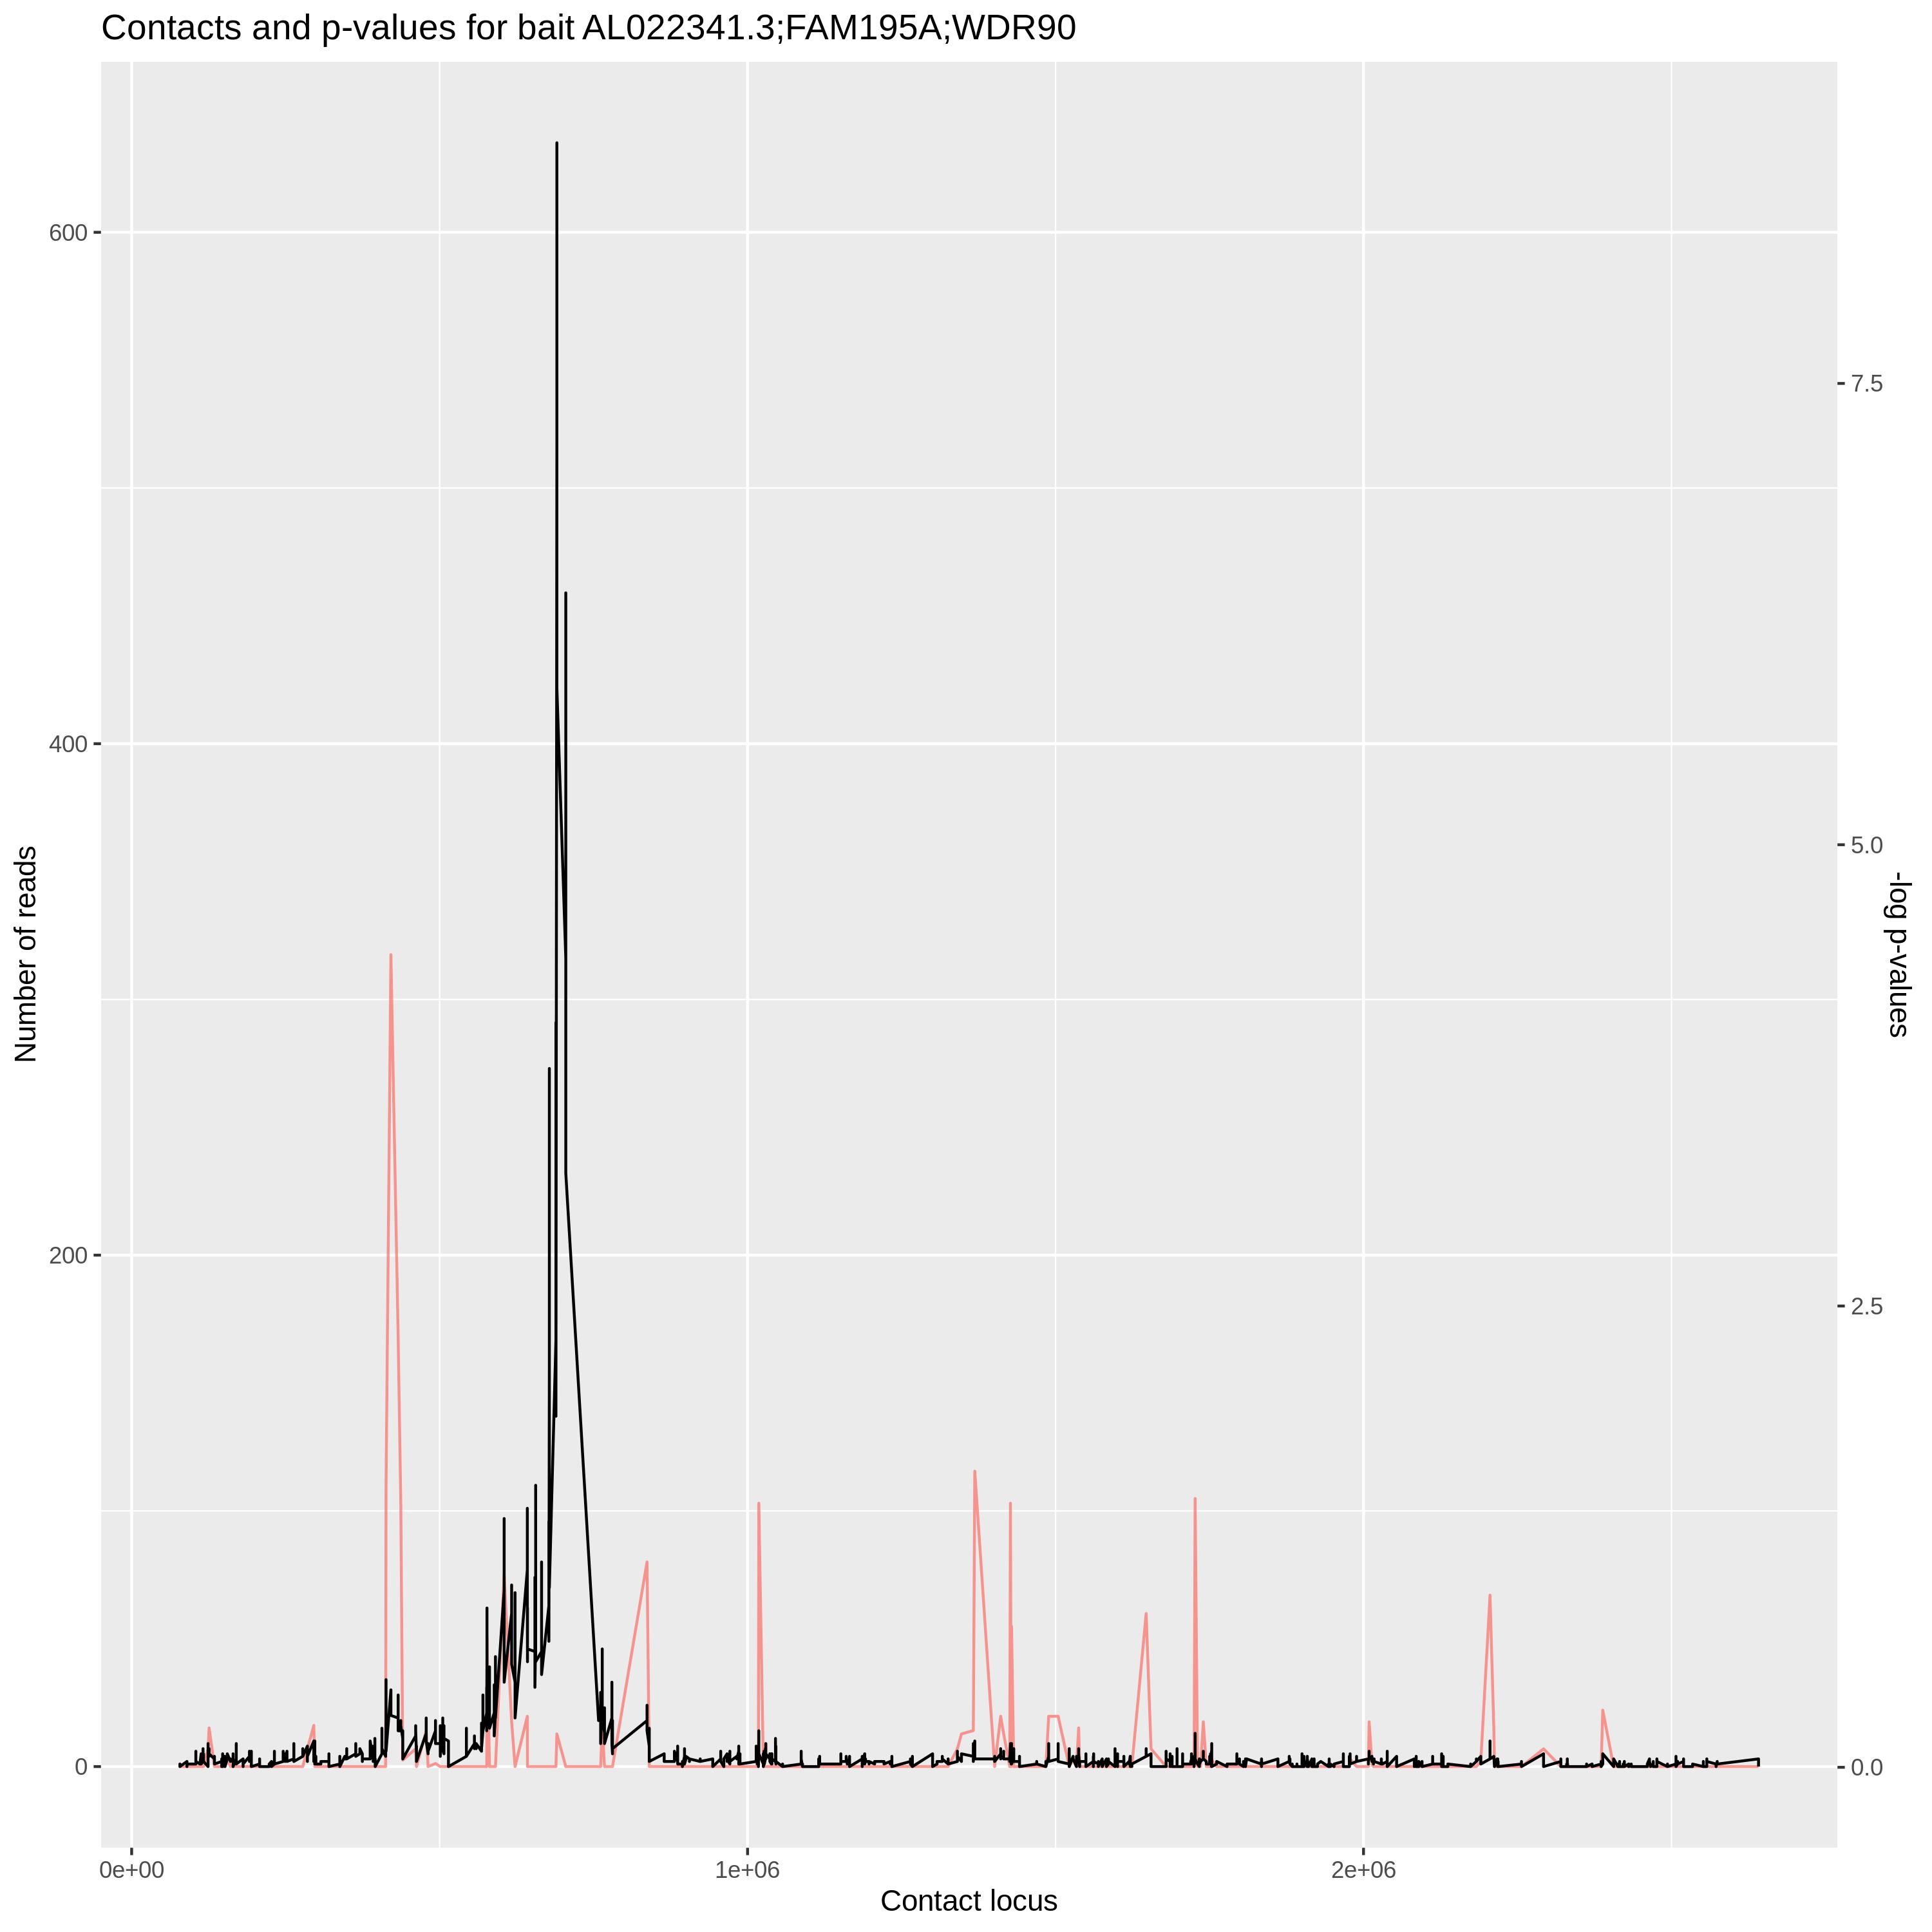 Contacts and p-values for bait AL022341.3;FAM195A;WDR90
600
400
200
0
Number of reads
7.5
5.0
2.5
0.0
-log p-values
0e+00
1e+06
2e+06
Contact locus